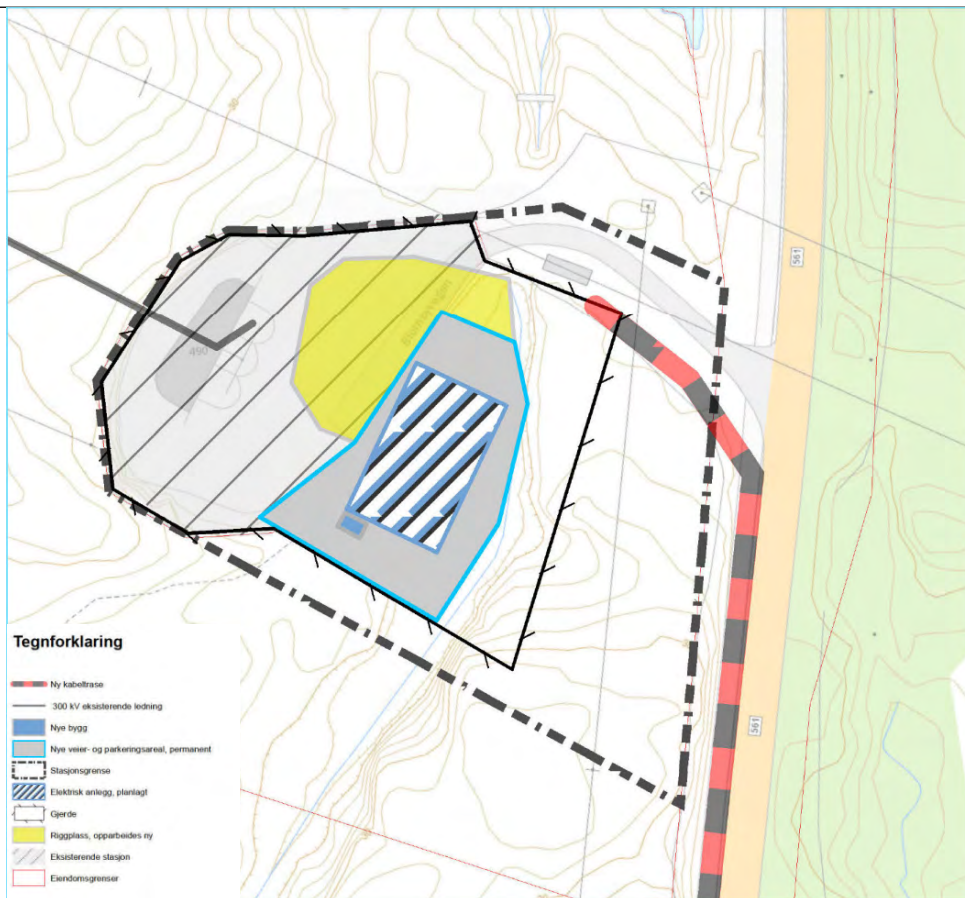 561
490
561
Tegnforklaring
Ny kabeltrase
300 kV eksisterende ledning
Nye bygg
Nye veier- og parkeringsareal, permanent
Stasjonsgrense
Elektrisk anlegg, planlagt
Gjerde
Riggplass, opparbeides ny
Eksisterende stasjon
Eiendomsgrenser